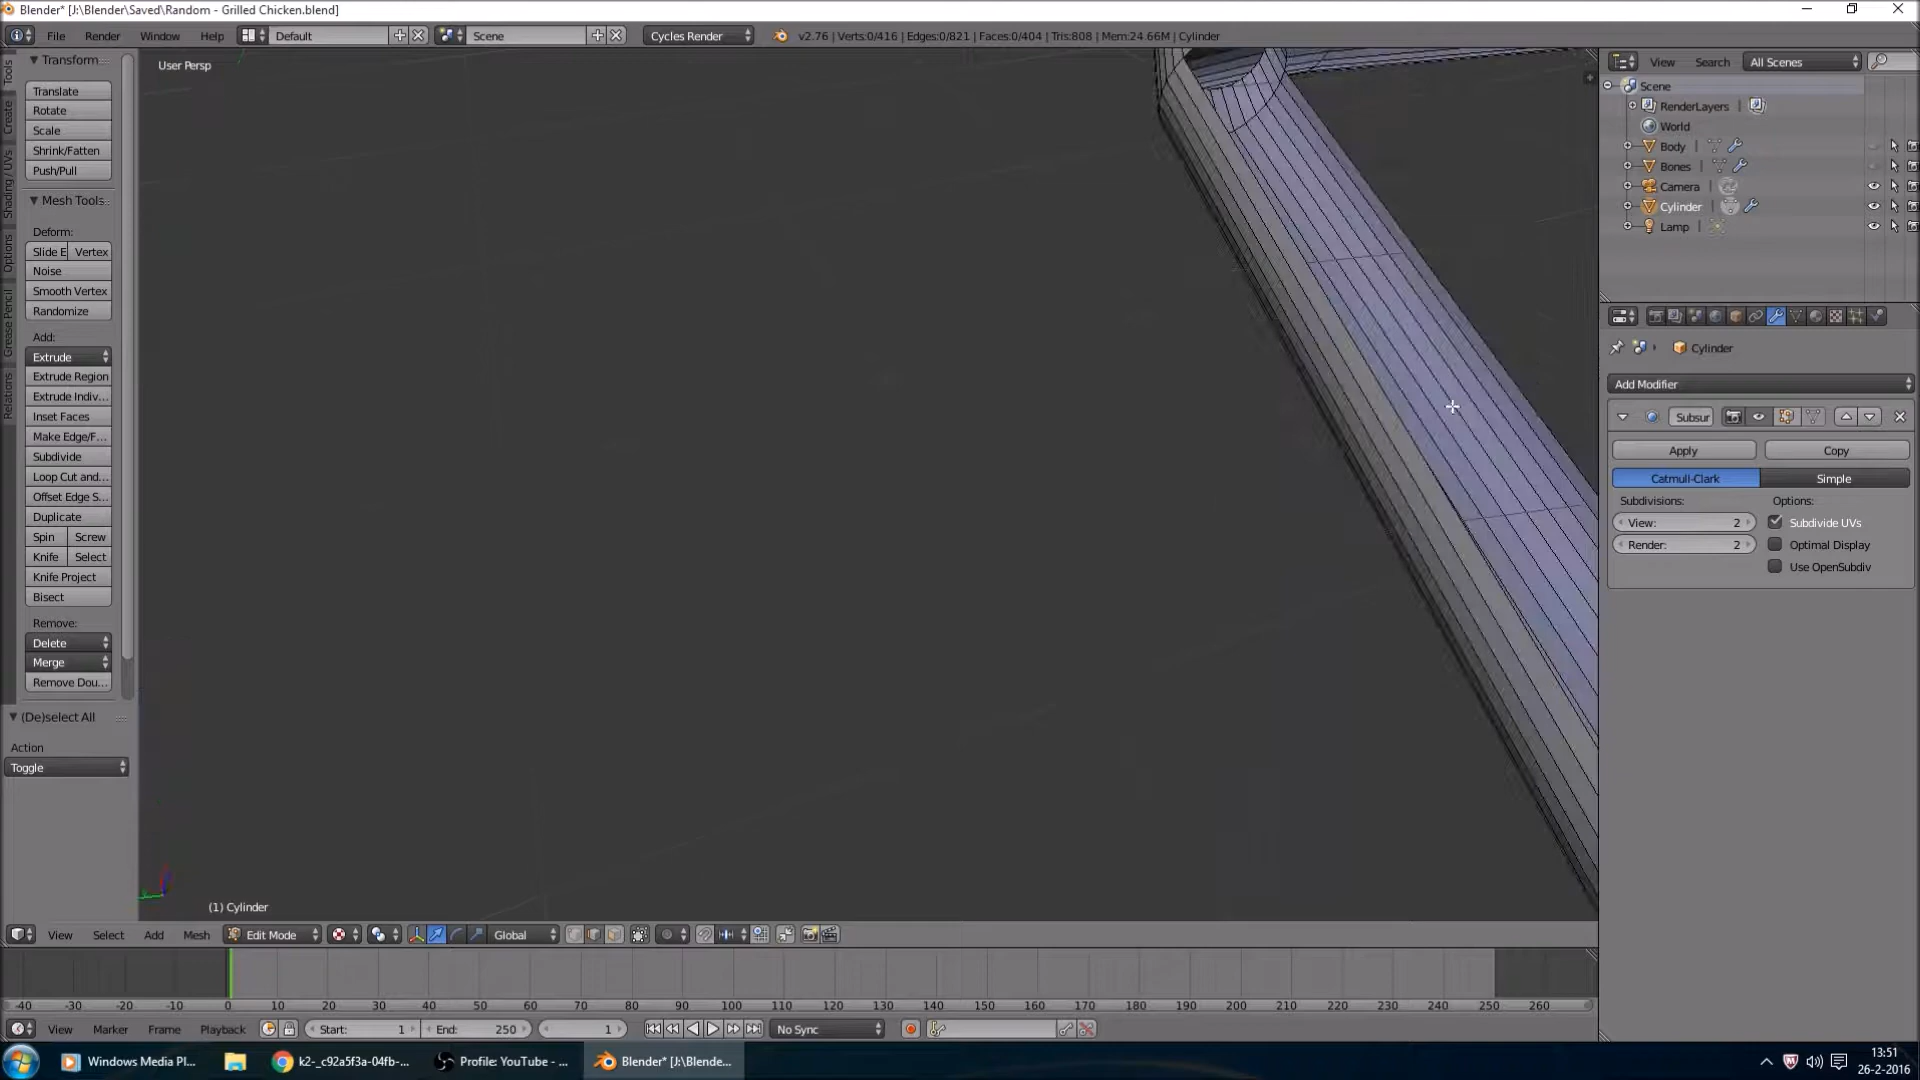 Blender* [J:\Blender\Saved\Random - Grilled Chicken.blend]
File Render Window Help Default Scene Cycles Render v2.76 | Verts:0/416 | Edges:0/821 | Faces:0/404 | Tris:808 | Mem:24.66M | Cylinder
Tools
Create
Shading / UVs
Options
Grease Pencil
Relations
Transform
Translate
Rotate
Scale
Shrink/Fatten
Push/Pull
Mesh Tools
Deform:
Slide E Vertex
Noise
Smooth Vertex
Randomize
Add:
Extrude
Extrude Region
Extrude Indiv...
Inset Faces
Make Edge/F...
Subdivide
Loop Cut and...
Offset Edge S...
Duplicate
Spin Screw
Knife Select
Knife Project
Bisect
Remove:
Delete
Merge
Remove Dou...
(De)select All
Action
Toggle
User Persp
(1) Cylinder
View Search All Scenes
Scene
RenderLayers
World
Body
Bones
Camera
Cylinder
Lamp
Cylinder
Add Modifier
Subsur
Apply Copy
Catmull-Clark Simple
Subdivisions: Options:
View: 2 Subdivide UVs
Render: 2 Optimal Display
Use OpenSubdiv
View Select Add Mesh Edit Mode Global
-40 -30 -20 -10 0 10 20 30 40 50 60 70 80 90 100 110 120 130 140 150 160 170 180 190 200 210 220 230 240 250 260
View Marker Frame Playback Start: 1 End: 250 1 No Sync
Windows Media Pl... k2-_c92a5f3a-04fb-... Profile: YouTube - ... Blender* [J:\Blende...
13:51
26-2-2016